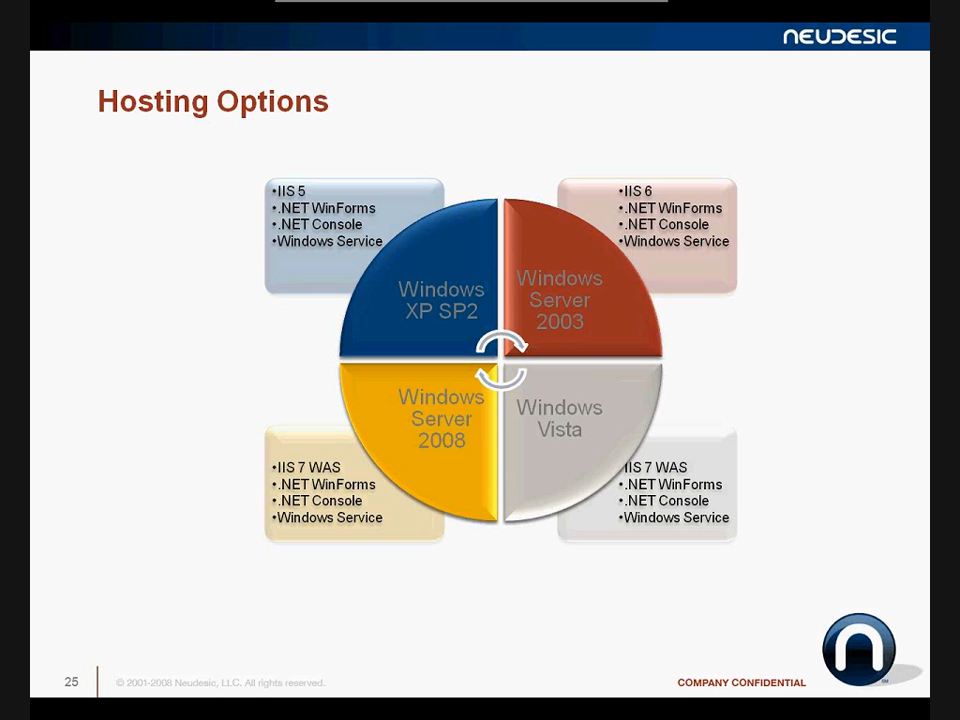 NEUDESIC
Hosting Options
•IIS 5
•.NET WinForms
•.NET Console
•Windows Service
•IIS 6
•.NET WinForms
•.NET Console
•Windows Service
Windows
XP SP2
Windows
Server
2003
Windows
Server
2008
Windows
Vista
•IIS 7 WAS
•.NET WinForms
•.NET Console
•Windows Service
•IIS 7 WAS
•.NET WinForms
•.NET Console
•Windows Service
25
© 2001-2008 Neudesic, LLC. All rights reserved.
COMPANY CONFIDENTIAL
n
SM